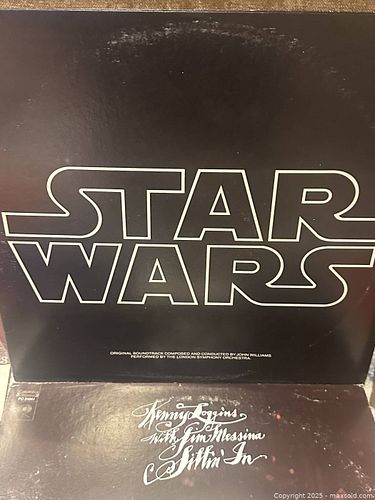 STAR
WARS
ORIGINAL SOUNDTRACK COMPOSED AND CONDUCTED BY JOHN WILLIAMS
PERFORMED BY THE LONDON SYMPHONY ORCHESTRA.
Kenny Loggins
with Jim Messina
Sittin' In
Copyright 2025 - maxsold.com